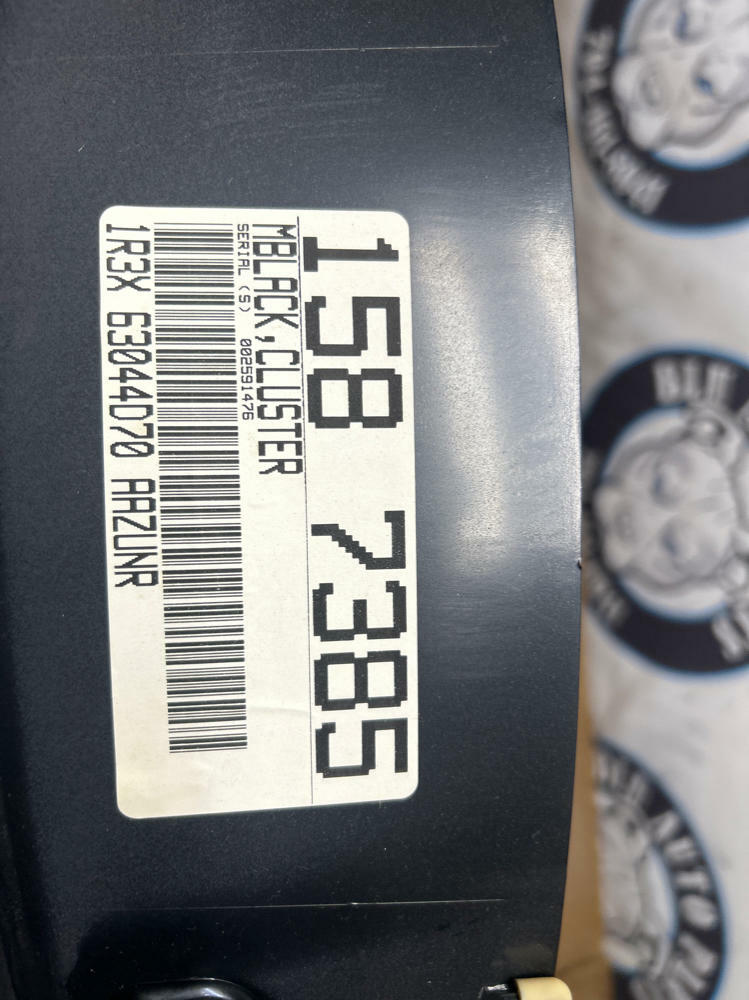 158 7385
MBLACK,CLUSTER
SERIAL (S) 002591476
1R3X 63044D70 AAZUNR